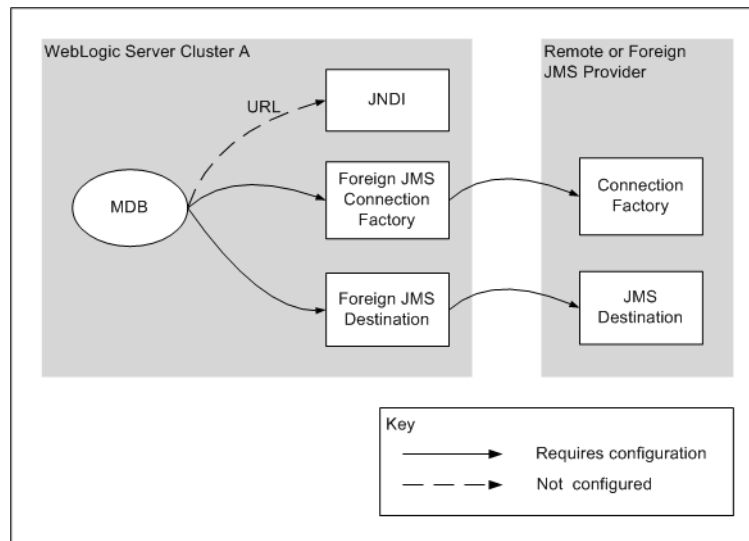 WebLogic Server Cluster A
Remote or Foreign
JMS Provider
URL
JNDI
MDB
Foreign JMS
Connection
Factory
Connection
Factory
Foreign JMS
Destination
JMS
Destination
Key
Requires configuration
Not configured